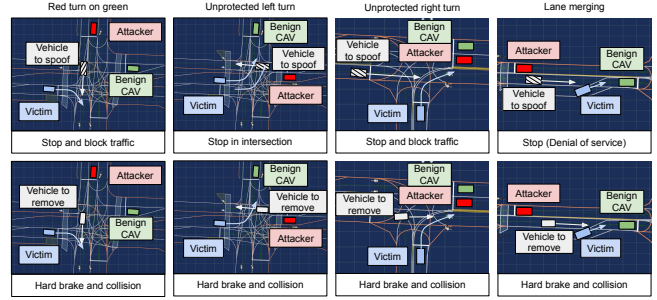 Red turn on green
Unprotected left turn
Unprotected right turn
Lane merging
Attacker
Vehicle
to spoof
Benign
CAV
Victim
Stop and block traffic
Benign
CAV
Vehicle
to spoof
Victim
Attacker
Stop in intersection
Benign
CAV
Vehicle
to spoof
Attacker
Victim
Stop and block traffic
Attacker
Benign
CAV
Vehicle
to spoof
Victim
Stop (Denial of service)
Attacker
Vehicle to
remove
Benign
CAV
Victim
Hard brake and collision
Benign
CAV
Vehicle to
remove
Victim
Attacker
Hard brake and collision
Benign
CAV
Attacker
Vehicle to
remove
Victim
Hard brake and collision
Attacker
Benign
CAV
Vehicle to
remove
Victim
Hard brake and collision